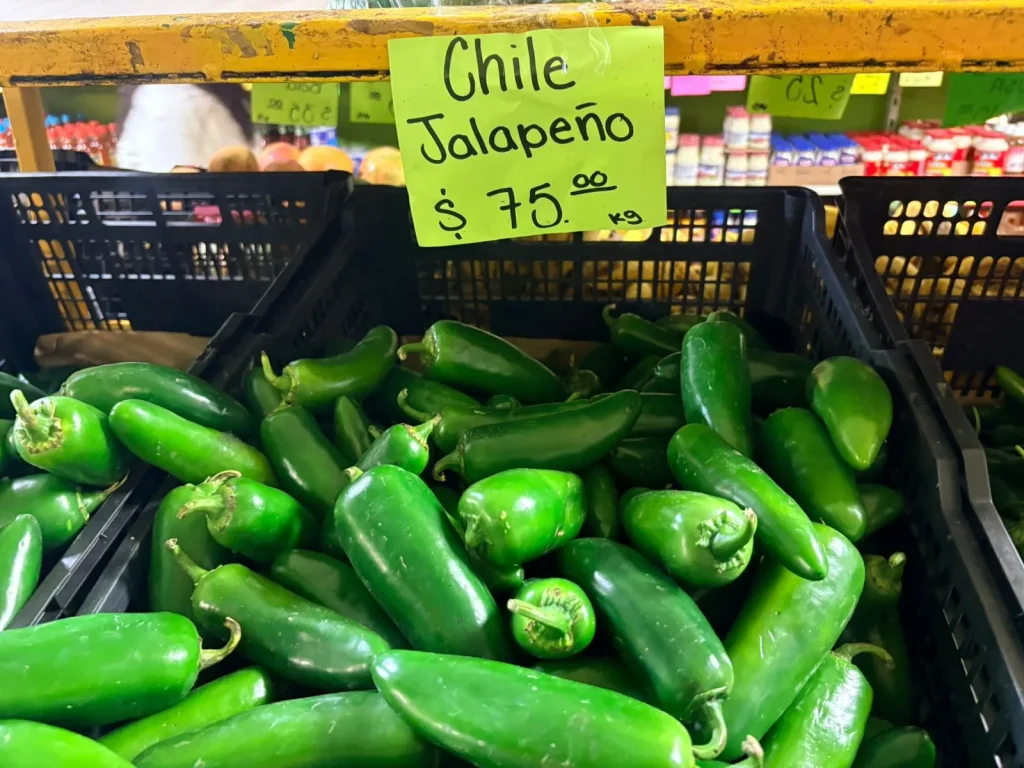 Chile
Jalapeño
$ 75.00 kg